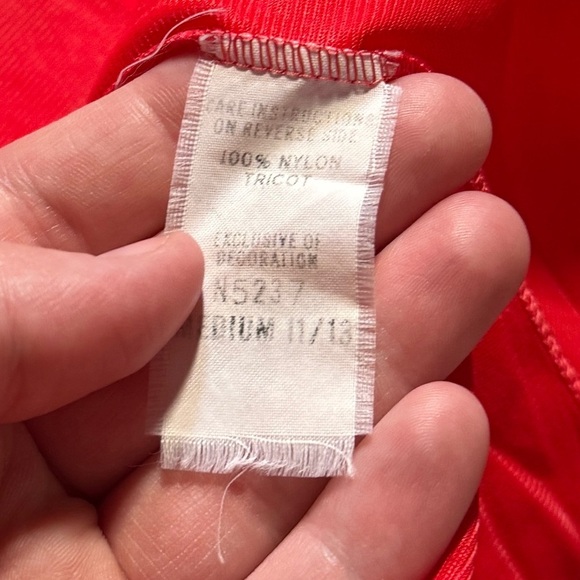 CARE INSTRUCTIONS
ON REVERSE SIDE
100% NYLON
TRICOT
EXCLUSIVE OF
DECORATION
N5237
MEDIUM 11/13